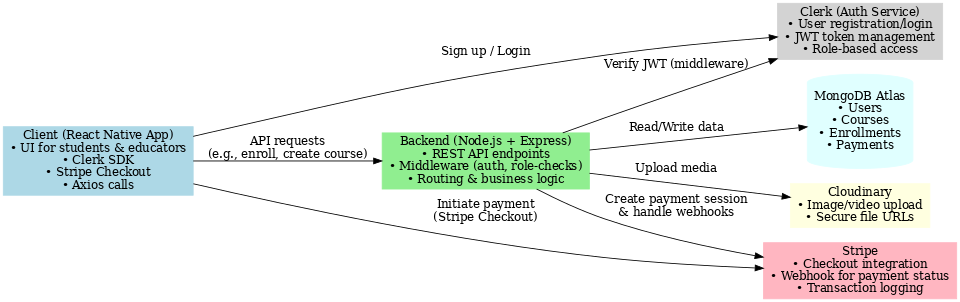 Client (React Native App)
• UI for students & educators
• Clerk SDK
• Stripe Checkout
• Axios calls
Sign up / Login
API requests
(e.g., enroll, create course)
Initiate payment
(Stripe Checkout)
Backend (Node.js + Express)
• REST API endpoints
• Middleware (auth, role-checks)
• Routing & business logic
Verify JWT (middleware)
Read/Write data
Upload media
Create payment session
& handle webhooks
Clerk (Auth Service)
• User registration/login
• JWT token management
• Role-based access
MongoDB Atlas
• Users
• Courses
• Enrollments
• Payments
Cloudinary
• Image/video upload
• Secure file URLs
Stripe
• Checkout integration
• Webhook for payment status
• Transaction logging